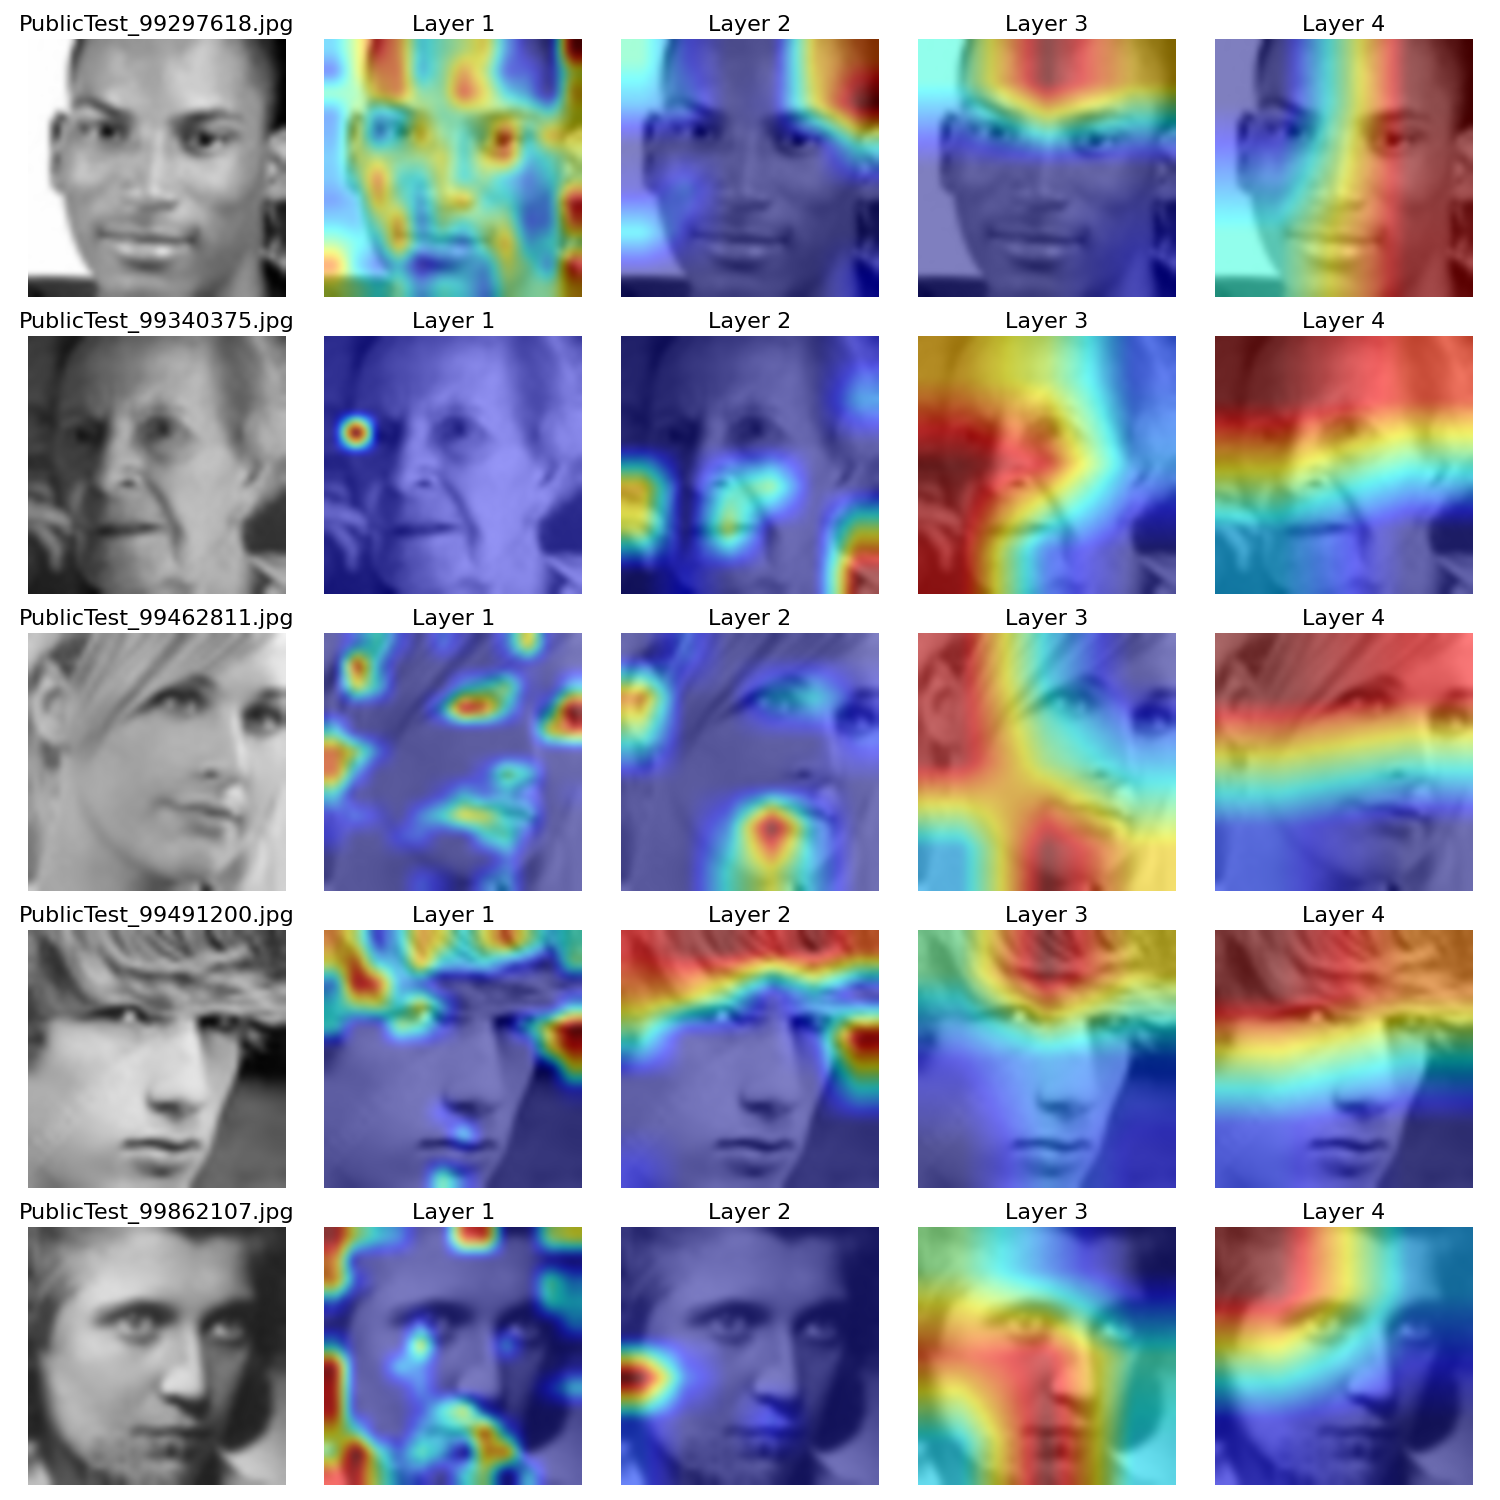 PublicTest_99297618.jpg Layer 1 Layer 2 Layer 3 Layer 4
PublicTest_99340375.jpg Layer 1 Layer 2 Layer 3 Layer 4
PublicTest_99462811.jpg Layer 1 Layer 2 Layer 3 Layer 4
PublicTest_99491200.jpg Layer 1 Layer 2 Layer 3 Layer 4
PublicTest_99862107.jpg Layer 1 Layer 2 Layer 3 Layer 4